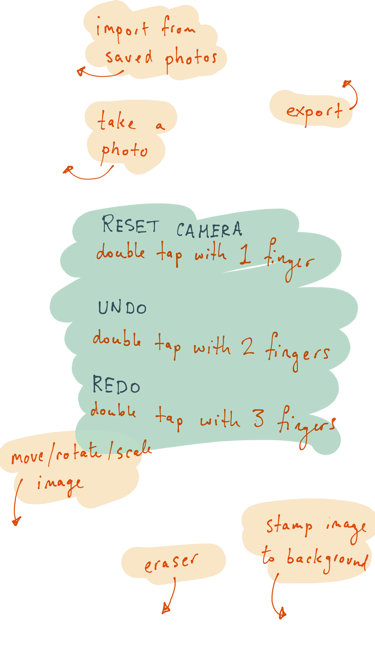 import from
saved photos
export
take a
photo
RESET CAMERA
double tap with 1 finger
UNDO
double tap with 2 fingers
REDO
double tap with 3 fingers
move/rotate/scale
image
stamp image
to background
eraser